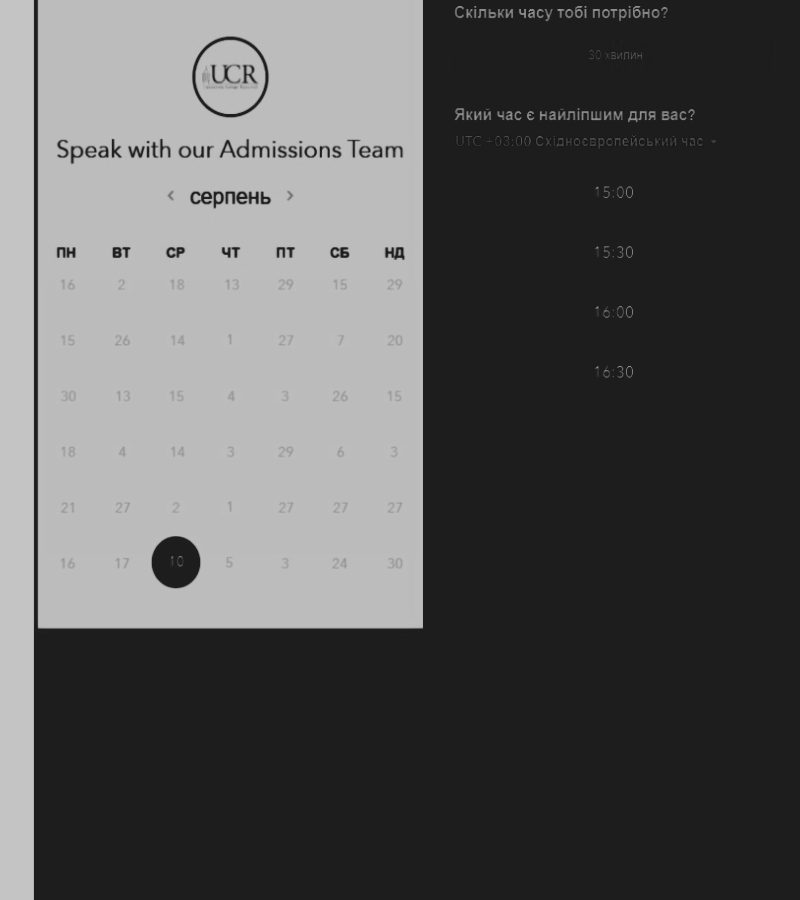 UCR
Speak with our Admissions Team
серпень
ПН ВТ СР ЧТ ПТ СБ НД
16 2 18 13 29 15 29
15 26 14 1 27 7 20
30 13 15 4 3 26 15
18 4 14 3 29 6 3
21 27 2 1 27 27 27
16 17 10 5 3 24 30
Скільки часу тобі потрібно?
30 хвилин
Який час є найліпшим для вас?
UTC +03:00 Східноєвропейський час
15:00
15:30
16:00
16:30